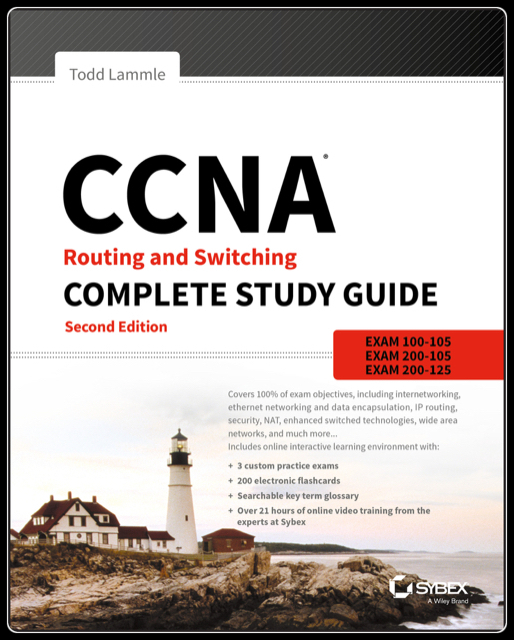 Todd Lammle
CCNA®
Routing and Switching
COMPLETE STUDY GUIDE
Second Edition
EXAM 100-105
EXAM 200-105
EXAM 200-125
Covers 100% of exam objectives, including internetworking,
ethernet networking and data encapsulation, IP routing,
security, NAT, enhanced switched technologies, wide area
networks, and much more...
Includes online interactive learning environment with:
+ 3 custom practice exams
+ 200 electronic flashcards
+ Searchable key term glossary
+ Over 21 hours of online video training from the
experts at Sybex
SYBEX
A Wiley Brand